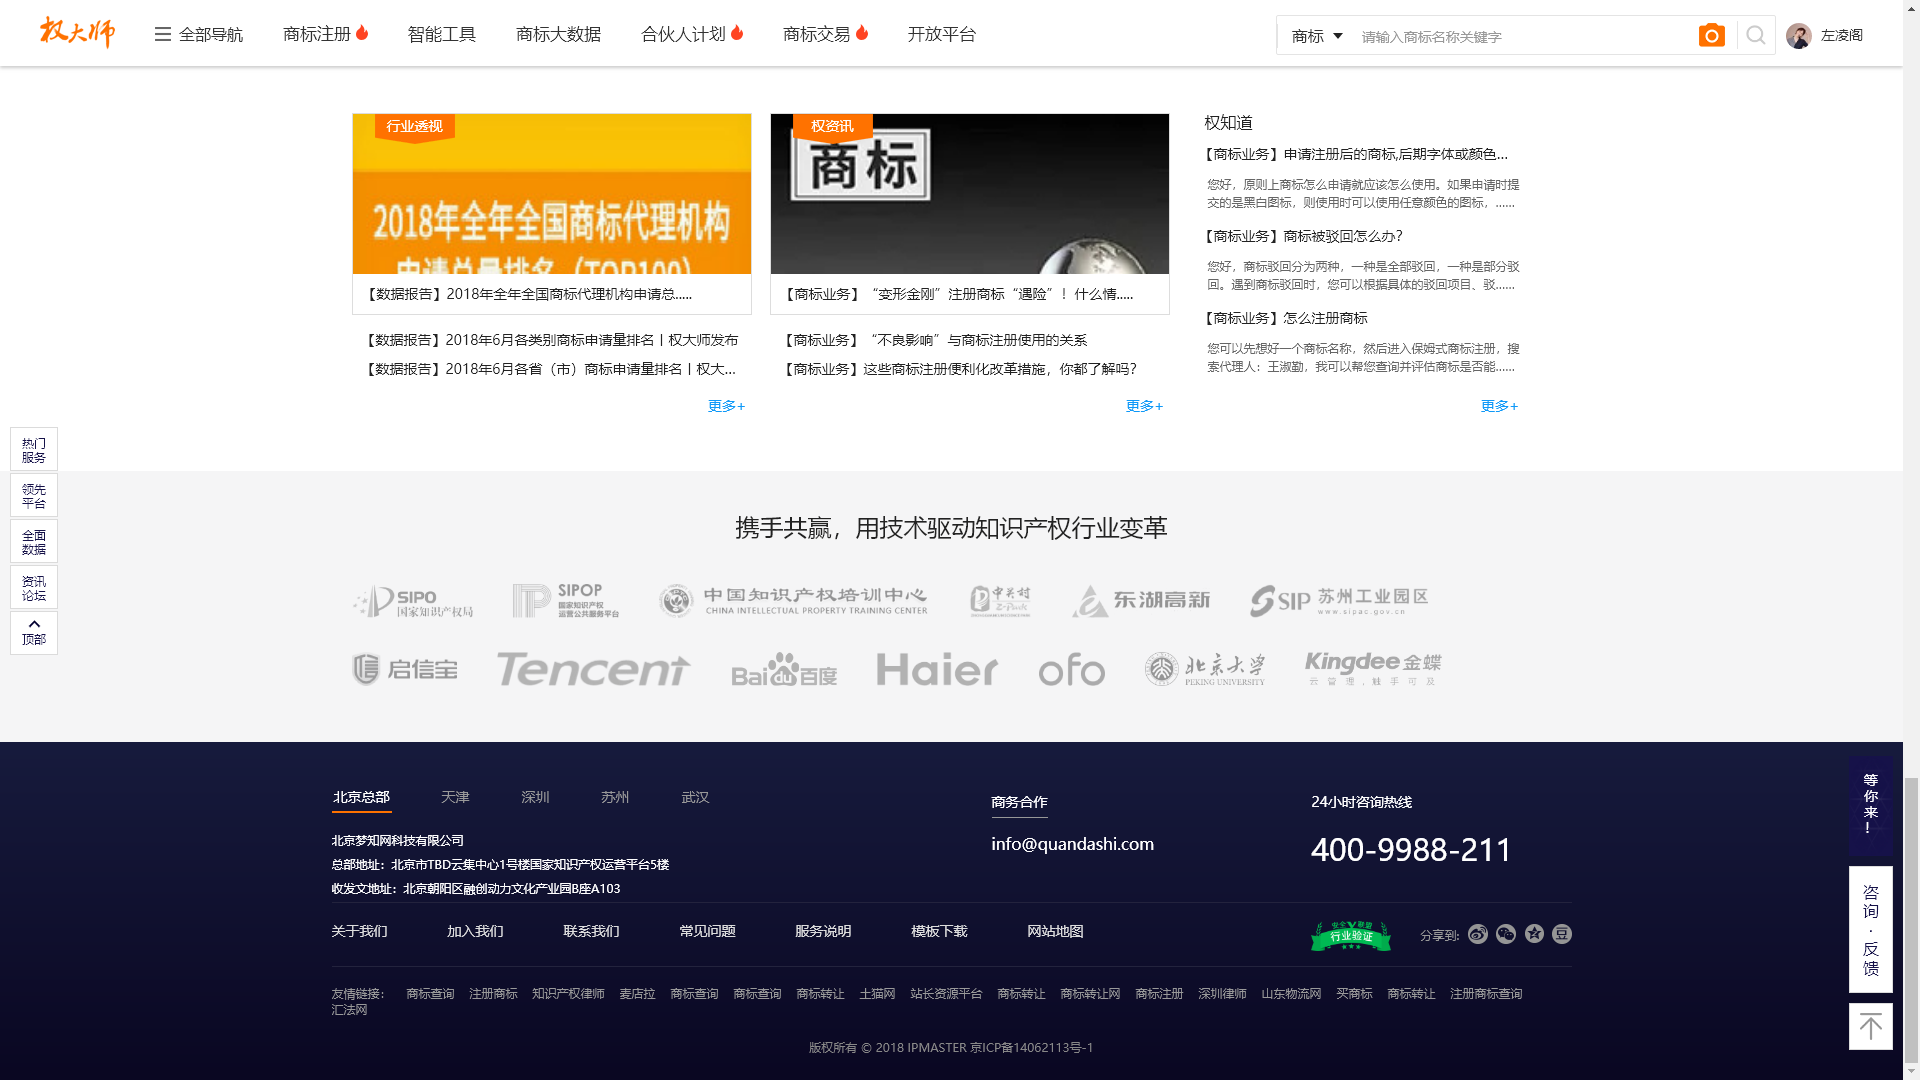 权大师
全部导航
商标注册
智能工具
商标大数据
合伙人计划
商标交易
开放平台
商标
请输入商标名称关键字
左凌阁
行业透视
2018年全年全国商标代理机构
申请总量排名（TOP100）
【数据报告】2018年全年全国商标代理机构申请总.....
【数据报告】2018年6月各类别商标申请量排名丨权大师发布
【数据报告】2018年6月各省（市）商标申请量排名丨权大...
更多+
权资讯
商标
【商标业务】“变形金刚”注册商标“遇险”！什么情.....
【商标业务】“不良影响”与商标注册使用的关系
【商标业务】这些商标注册便利化改革措施，你都了解吗？
更多+
权知道
【商标业务】申请注册后的商标,后期字体或颜色...
您好，原则上商标怎么申请就应该怎么使用。如果申请时提
交的是黑白图标，则使用时可以使用任意颜色的图标，......
【商标业务】商标被驳回怎么办？
您好，商标驳回分为两种，一种是全部驳回，一种是部分驳
回。遇到商标驳回时，您可以根据具体的驳回项目、驳......
【商标业务】怎么注册商标
您可以先想好一个商标名称，然后进入保姆式商标注册，搜
索代理人：王淑勤，我可以帮您查询并评估商标是否能......
更多+
热门
服务
领先
平台
全面
数据
资讯
论坛
顶部
携手共赢，用技术驱动知识产权行业变革
SIPO
国家知识产权局
SIPOP
国家知识产权
运营公共服务平台
中国知识产权培训中心
CHINA INTELLECTUAL PROPERTY TRAINING CENTER
中关村
Z-Park
东湖高新
SIP 苏州工业园区
www.sipac.gov.cn
启信宝
Tencent
Bai du 百度
Haier
ofo
北京大学
PEKING UNIVERSITY
Kingdee 金蝶
云管理，触手可及
北京总部
天津
深圳
苏州
武汉
北京梦知网科技有限公司
总部地址：北京市TBD云集中心1号楼国家知识产权运营平台5楼
收发文地址：北京朝阳区融创动力文化产业园B座A103
商务合作
info@quandashi.com
24小时咨询热线
400-9988-211
关于我们
加入我们
联系我们
常见问题
服务说明
模板下载
网站地图
安全联盟
行业验证
分享到:
豆
友情链接： 商标查询 注册商标 知识产权律师 麦店拉 商标查询 商标查询 商标转让 土猫网 站长资源平台 商标转让 商标转让网 商标注册 深圳律师 山东物流网 买商标 商标转让 注册商标查询
汇法网
版权所有 © 2018 IPMASTER 京ICP备14062113号-1
等你来！
咨询·反馈